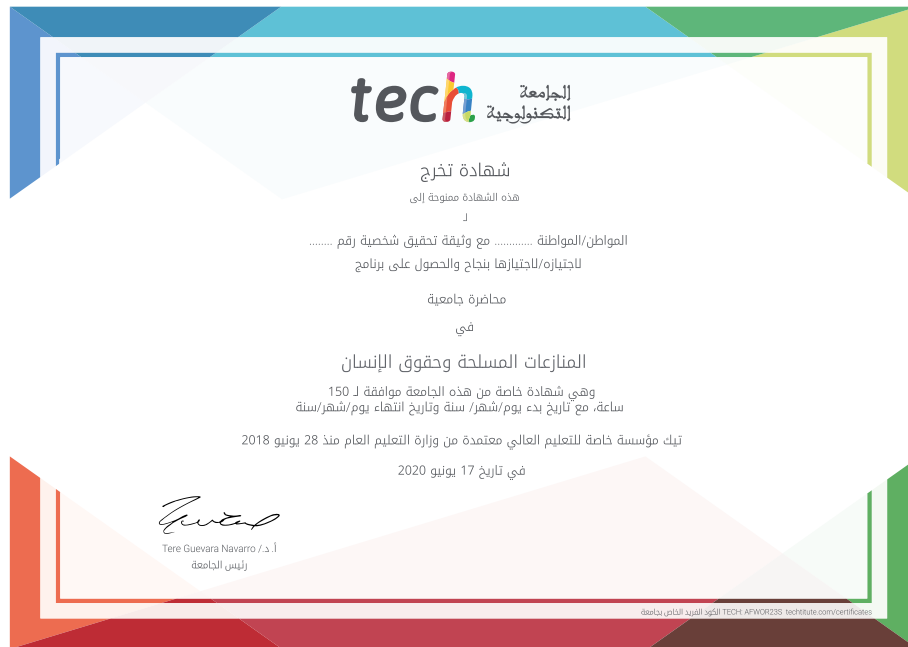 tech الجامعة
التكنولوجية
شهادة تخرج
هذه الشهادة ممنوحة إلى
لـ
المواطن/المواطنة ............. مع وثيقة تحقيق شخصية رقم ........
لاجتيازه/لاجتيازها بنجاح والحصول على برنامج
محاضرة جامعية
في
المنازعات المسلحة وحقوق الإنسان
وهي شهادة خاصة من هذه الجامعة موافقة لـ 150
ساعة، مع تاريخ بدء يوم/شهر/ سنة وتاريخ انتهاء يوم/شهر/سنة
تيك مؤسسة خاصة للتعليم العالي معتمدة من وزارة التعليم العام منذ 28 يونيو 2018
في تاريخ 17 يونيو 2020
أ. د./ Tere Guevara Navarro
رئيس الجامعة
الكود الفريد الخاص بجامعة TECH: AFWOR23S techtitute.com/certificates